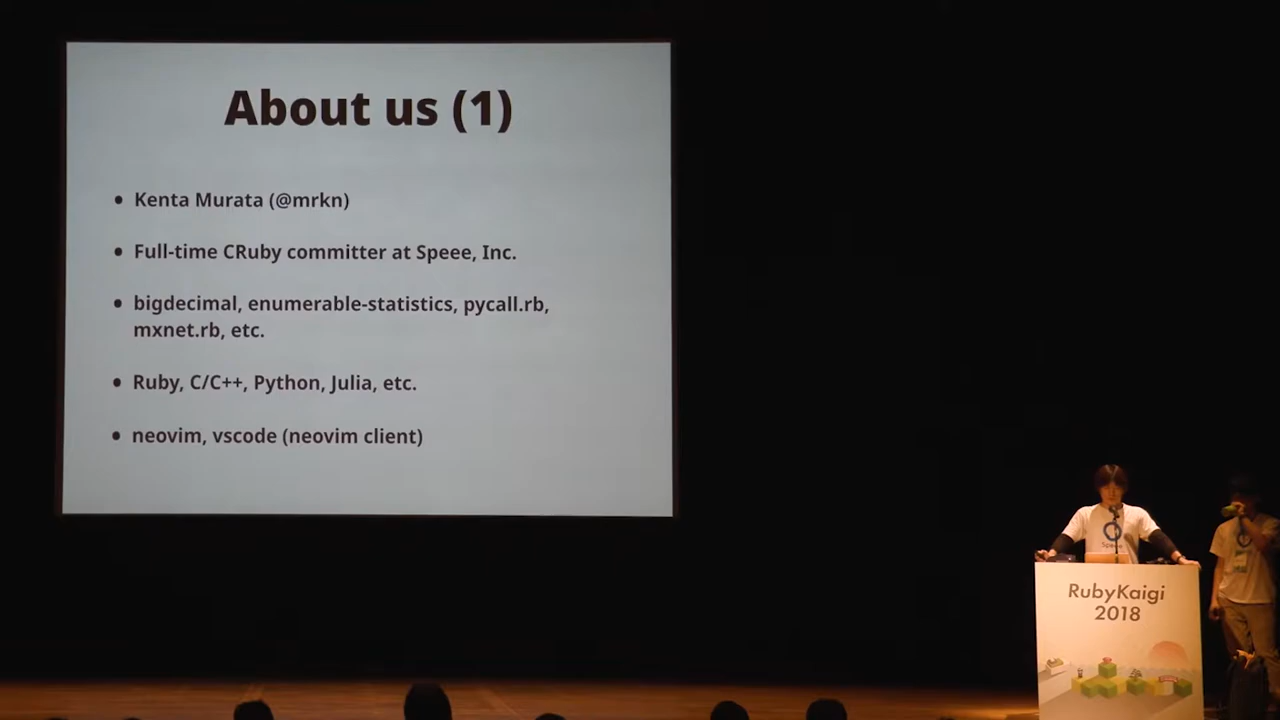 About us (1)
• Kenta Murata (@mrkn)
• Full-time CRuby committer at Speee, Inc.
• bigdecimal, enumerable-statistics, pycall.rb,
mxnet.rb, etc.
• Ruby, C/C++, Python, Julia, etc.
• neovim, vscode (neovim client)
Speee
RubyKaigi
2018